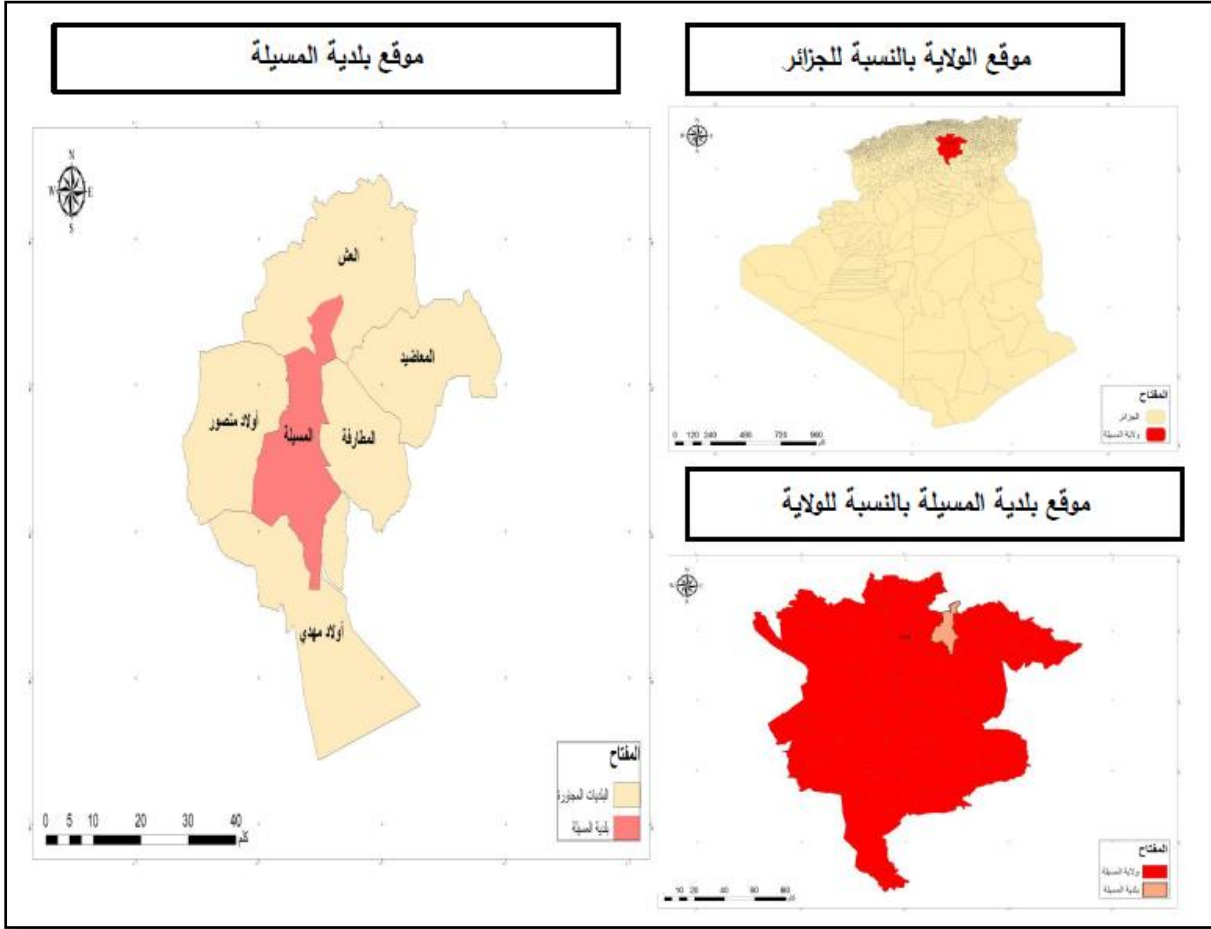 موقع الولاية بالنسبة للجزائر
N
W E
S
المفتاح
الجزائر
ولاية المسيلة
0 120 240 480 720 960
كلم
موقع بلدية المسيلة
N
W E
S
العش
المعاضيد
أولاد منصور
المسيلة
المطارفة
أولاد مهدي
المفتاح
البلديات المجاورة
بلدية المسيلة
0 5 10 20 30 40
كلم
موقع بلدية المسيلة بالنسبة للولاية
المفتاح
ولاية المسيلة
بلدية المسيلة
10 20 40 60 80